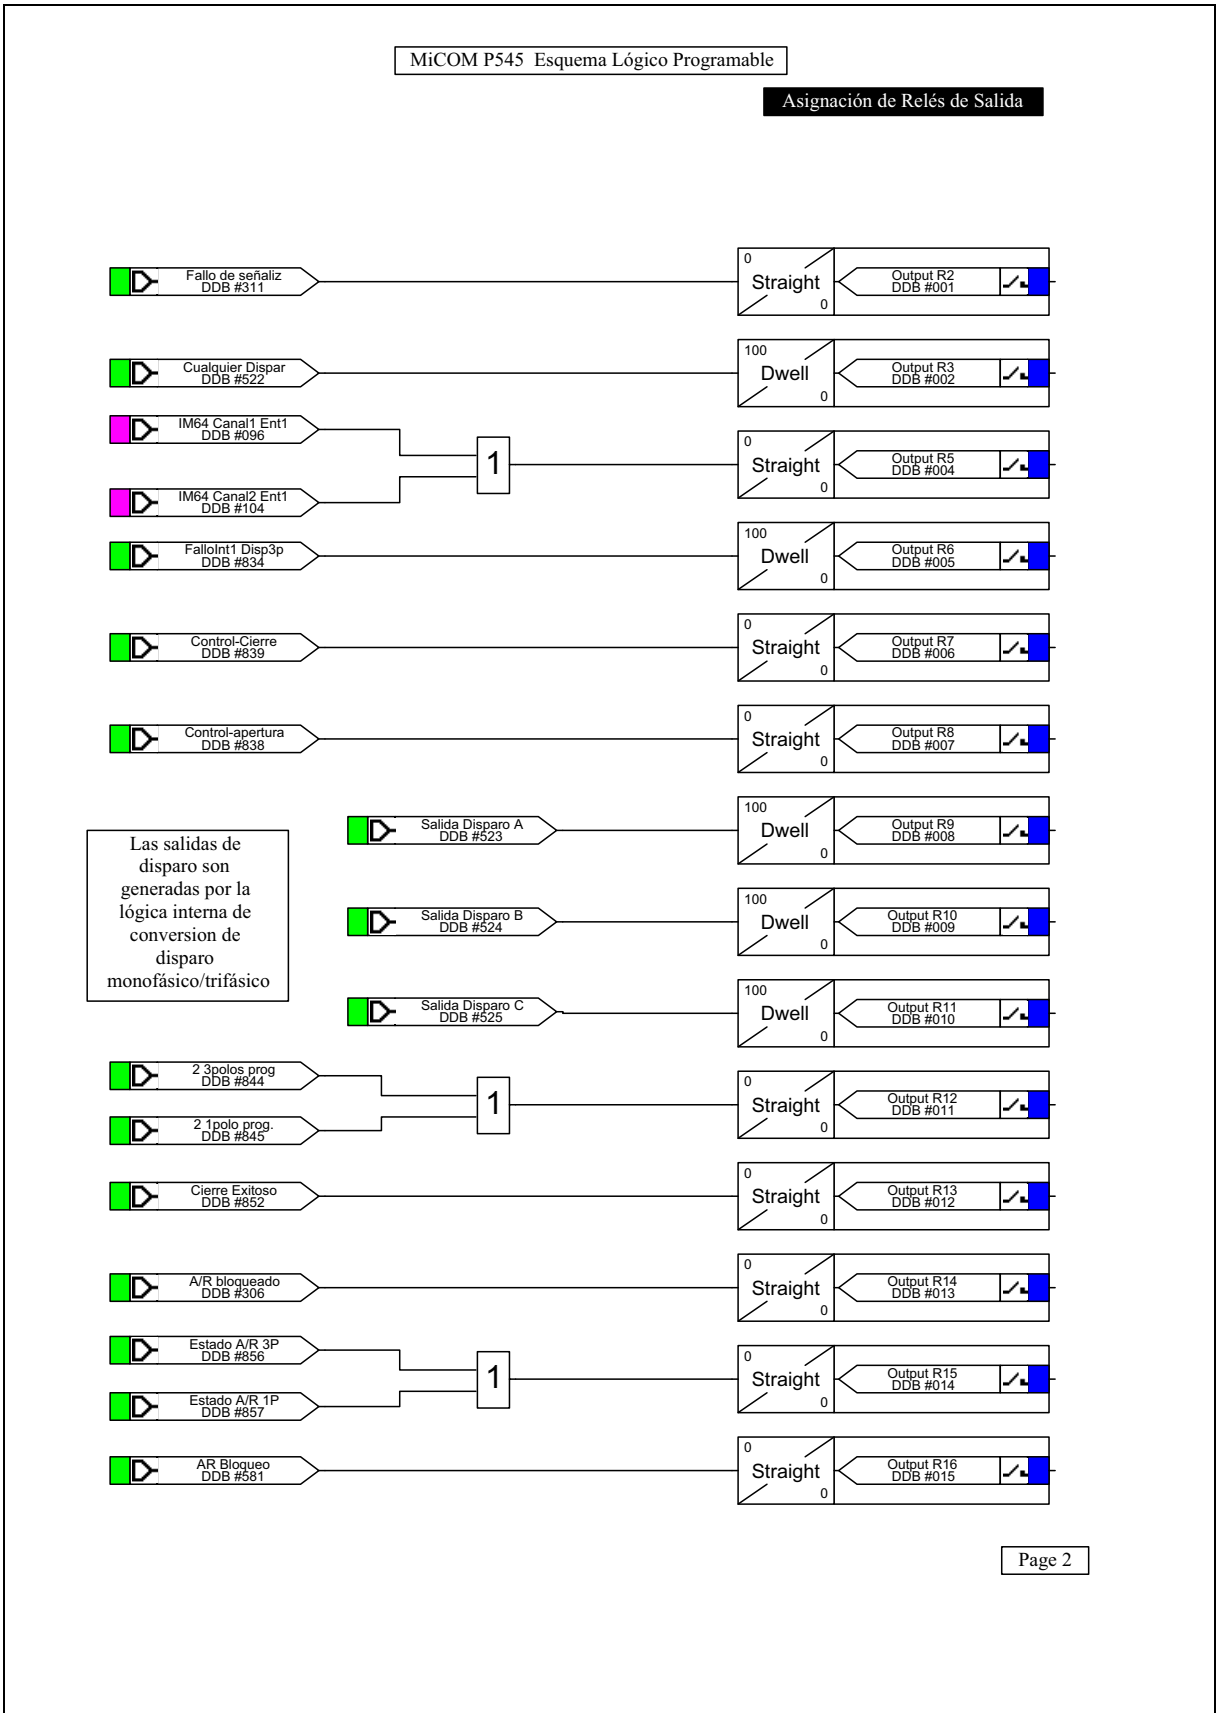 MiCOM P545  Esquema Lógico Programable
Asignación de Relés de Salida
Fallo de señaliz
DDB #311
0
Straight
0
Output R2
DDB #001
Cualquier Dispar
DDB #522
100
Dwell
0
Output R3
DDB #002
IM64 Canal1 Ent1
DDB #096
IM64 Canal2 Ent1
DDB #104
1
0
Straight
0
Output R5
DDB #004
FalloInt1 Disp3p
DDB #834
100
Dwell
0
Output R6
DDB #005
Control-Cierre
DDB #839
0
Straight
0
Output R7
DDB #006
Control-apertura
DDB #838
0
Straight
0
Output R8
DDB #007
Las salidas de
disparo son
generadas por la
lógica interna de
conversion de
disparo
monofásico/trifásico
Salida Disparo A
DDB #523
100
Dwell
0
Output R9
DDB #008
Salida Disparo B
DDB #524
100
Dwell
0
Output R10
DDB #009
Salida Disparo C
DDB #525
100
Dwell
0
Output R11
DDB #010
2 3polos prog
DDB #844
2 1polo prog.
DDB #845
1
0
Straight
0
Output R12
DDB #011
Cierre Exitoso
DDB #852
0
Straight
0
Output R13
DDB #012
A/R bloqueado
DDB #306
0
Straight
0
Output R14
DDB #013
Estado A/R 3P
DDB #856
Estado A/R 1P
DDB #857
1
0
Straight
0
Output R15
DDB #014
AR Bloqueo
DDB #581
0
Straight
0
Output R16
DDB #015
Page 2